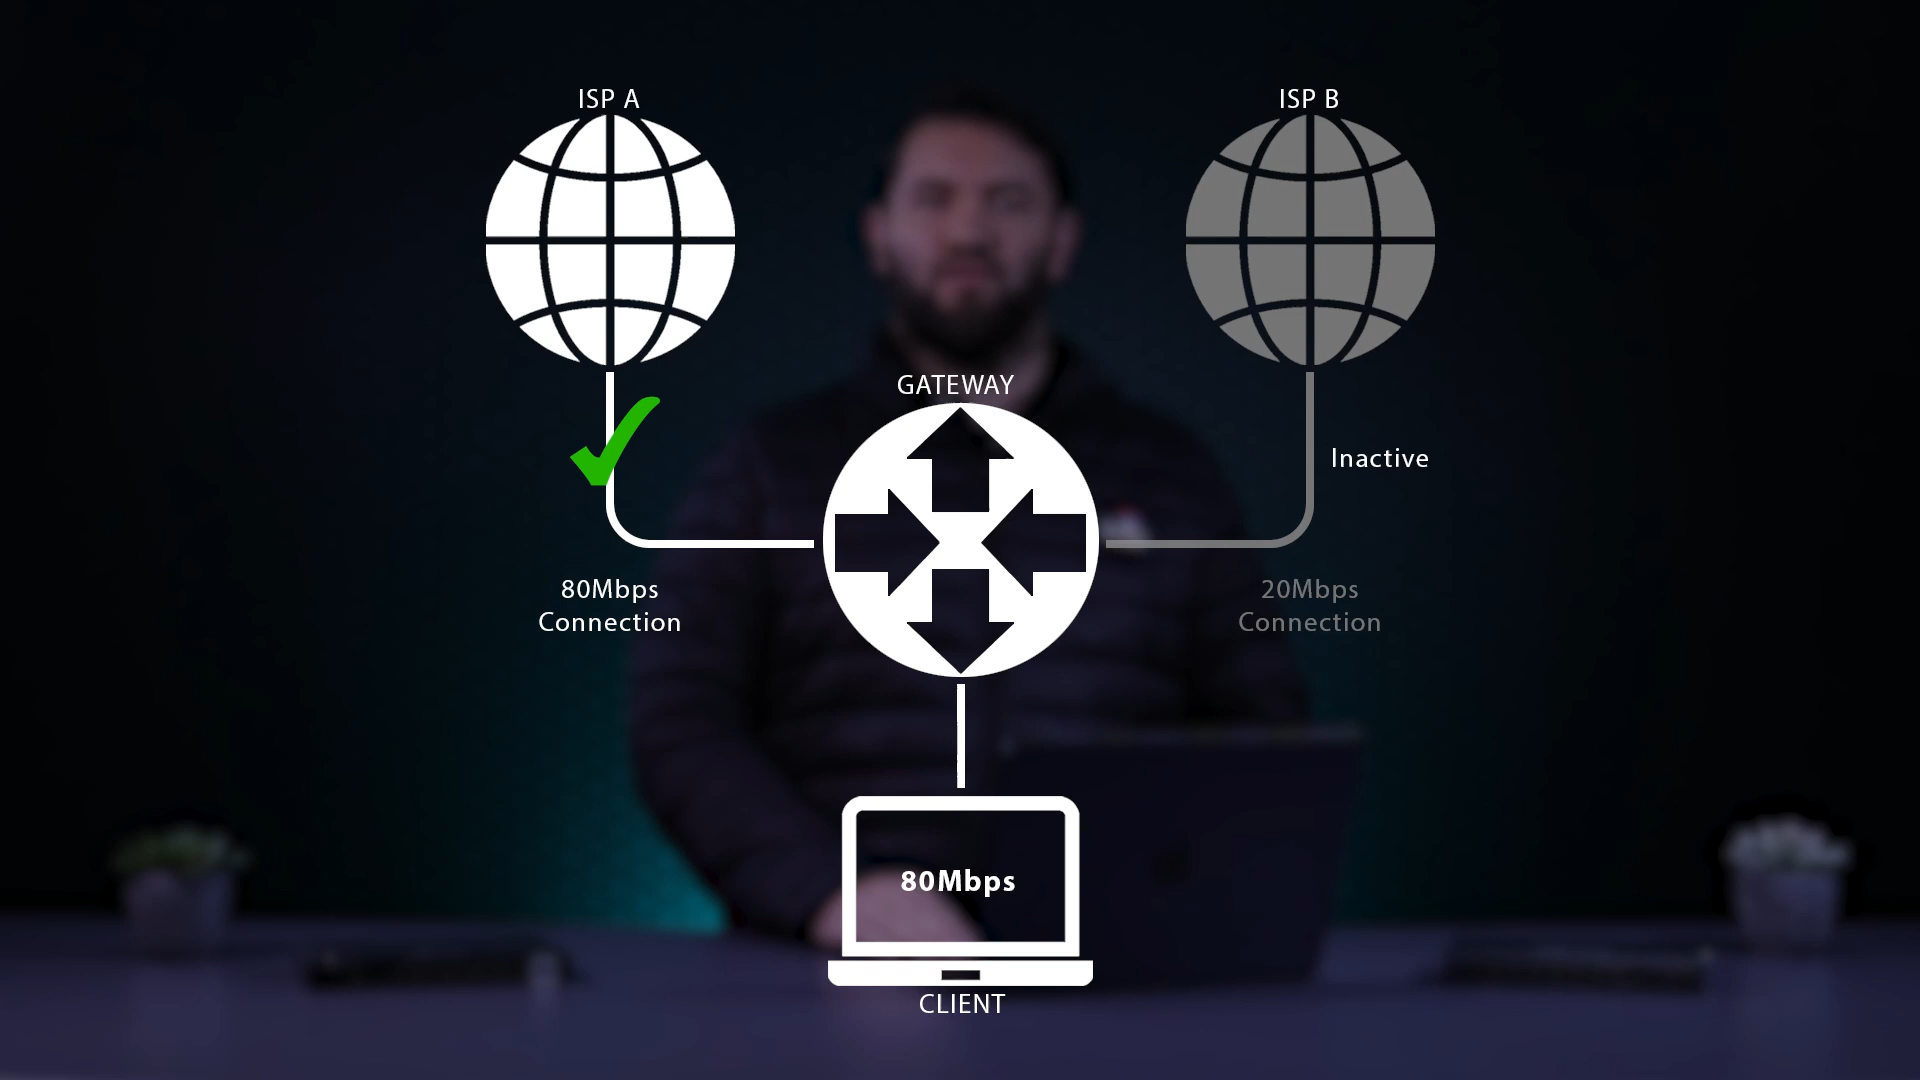 ISP A
ISP B
GATEWAY
Inactive
80Mbps
Connection
20Mbps
Connection
80Mbps
CLIENT